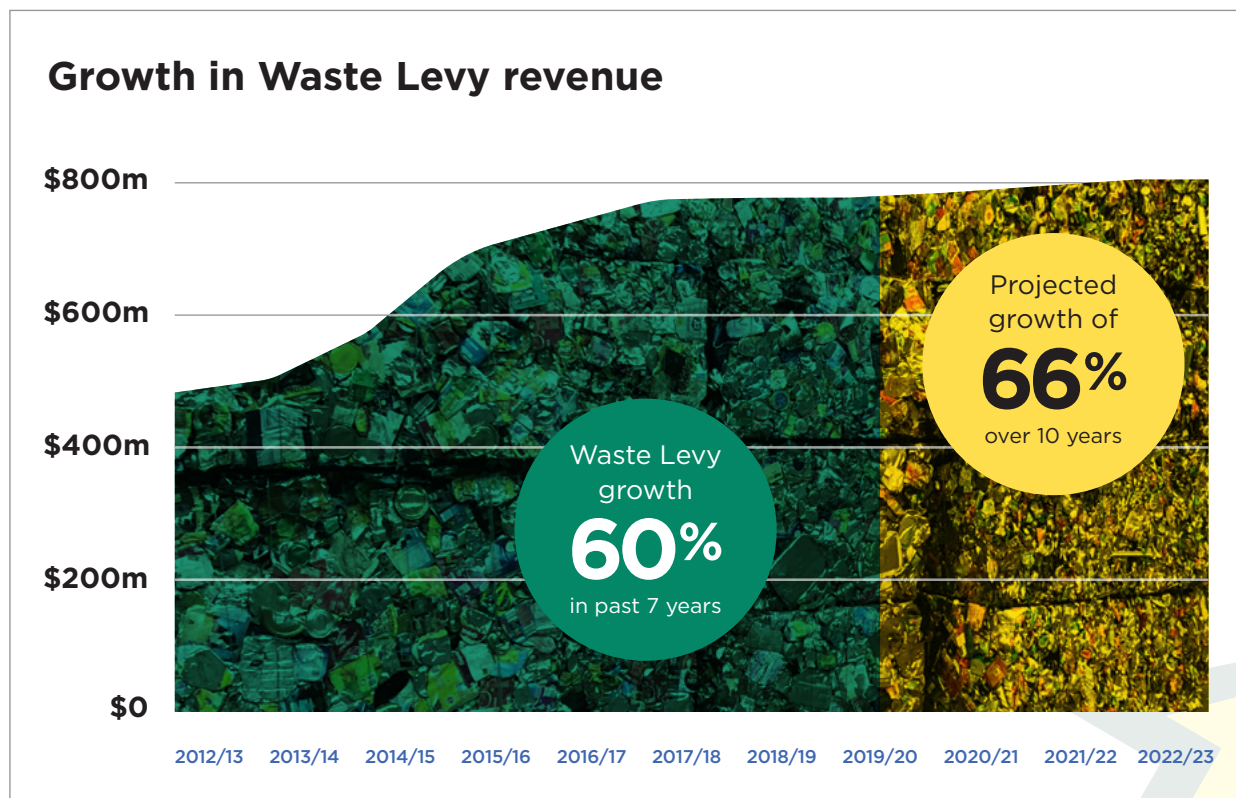 Growth in Waste Levy revenue
$800m
$600m
$400m
$200m
$0
Projected
growth of
66%
over 10 years
Waste Levy
growth
60%
in past 7 years
2012/13 2013/14 2014/15 2015/16 2016/17 2017/18 2018/19 2019/20 2020/21 2021/22 2022/23